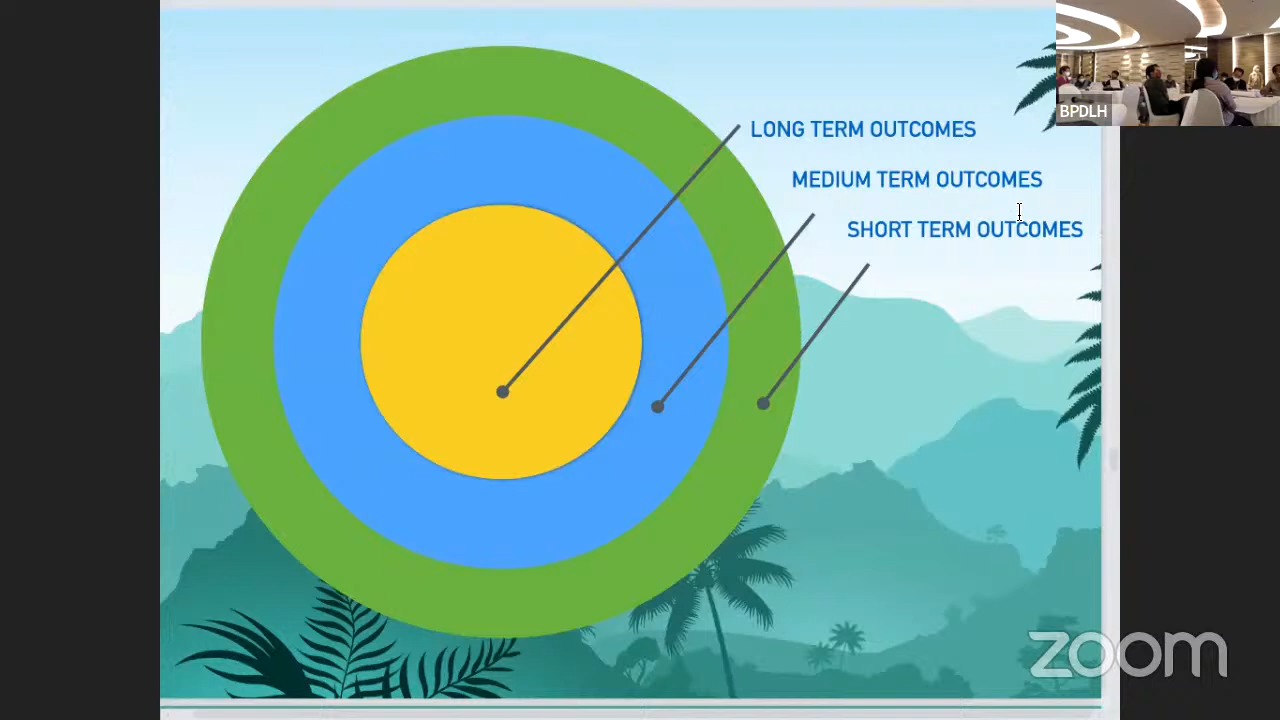 BPDLH
LONG TERM OUTCOMES
MEDIUM TERM OUTCOMES
SHORT TERM OUTCOMES
zoom